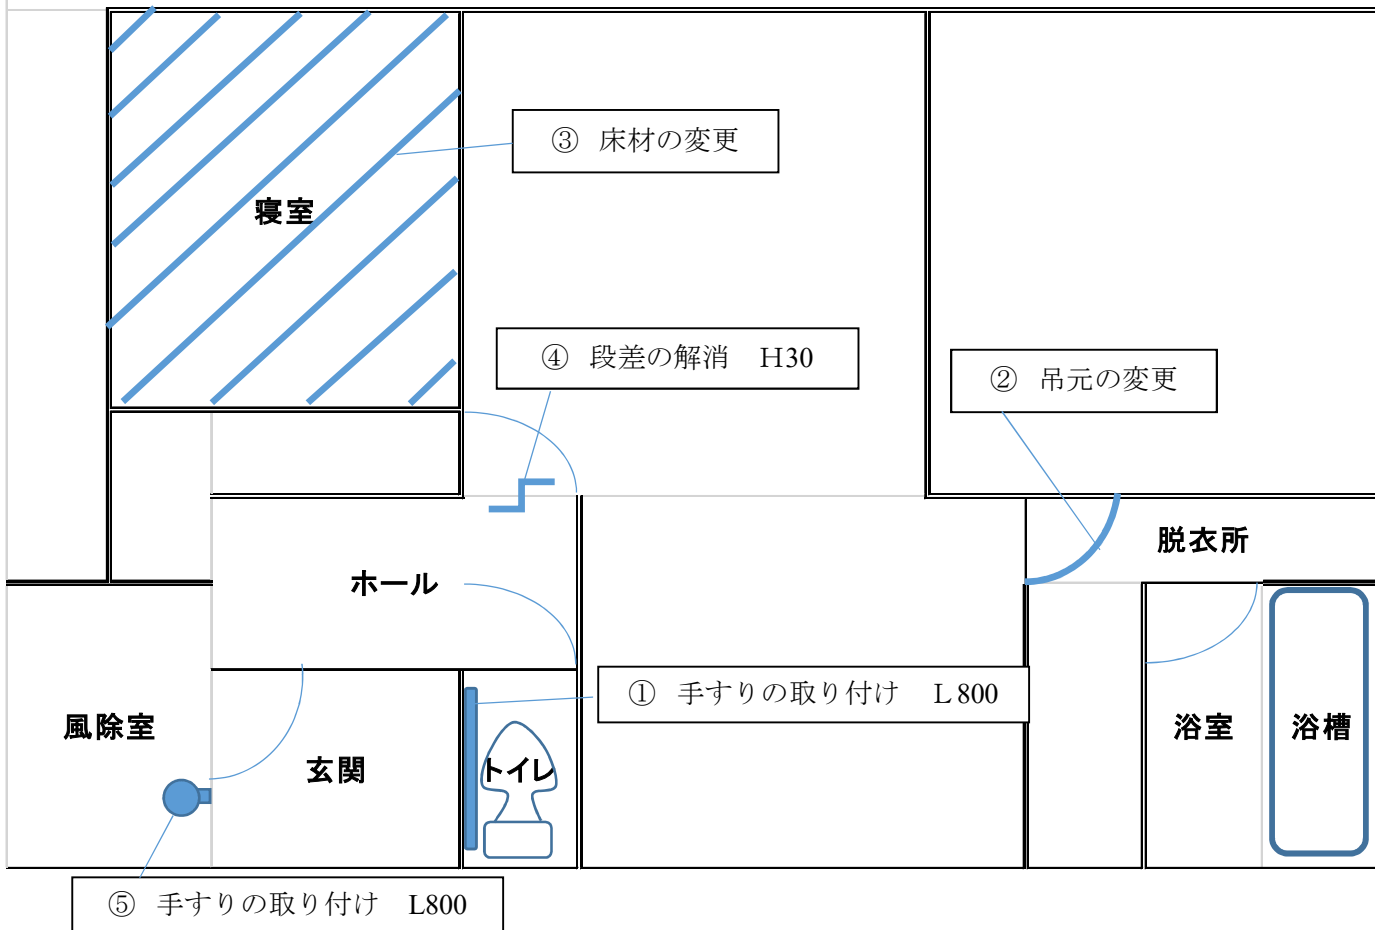 ③ 床材の変更
寝室
④ 段差の解消　H30
② 吊元の変更
脱衣所
ホール
① 手すりの取り付け　Ｌ800
風除室
玄関
トイレ
浴室
浴槽
⑤ 手すりの取り付け　L800